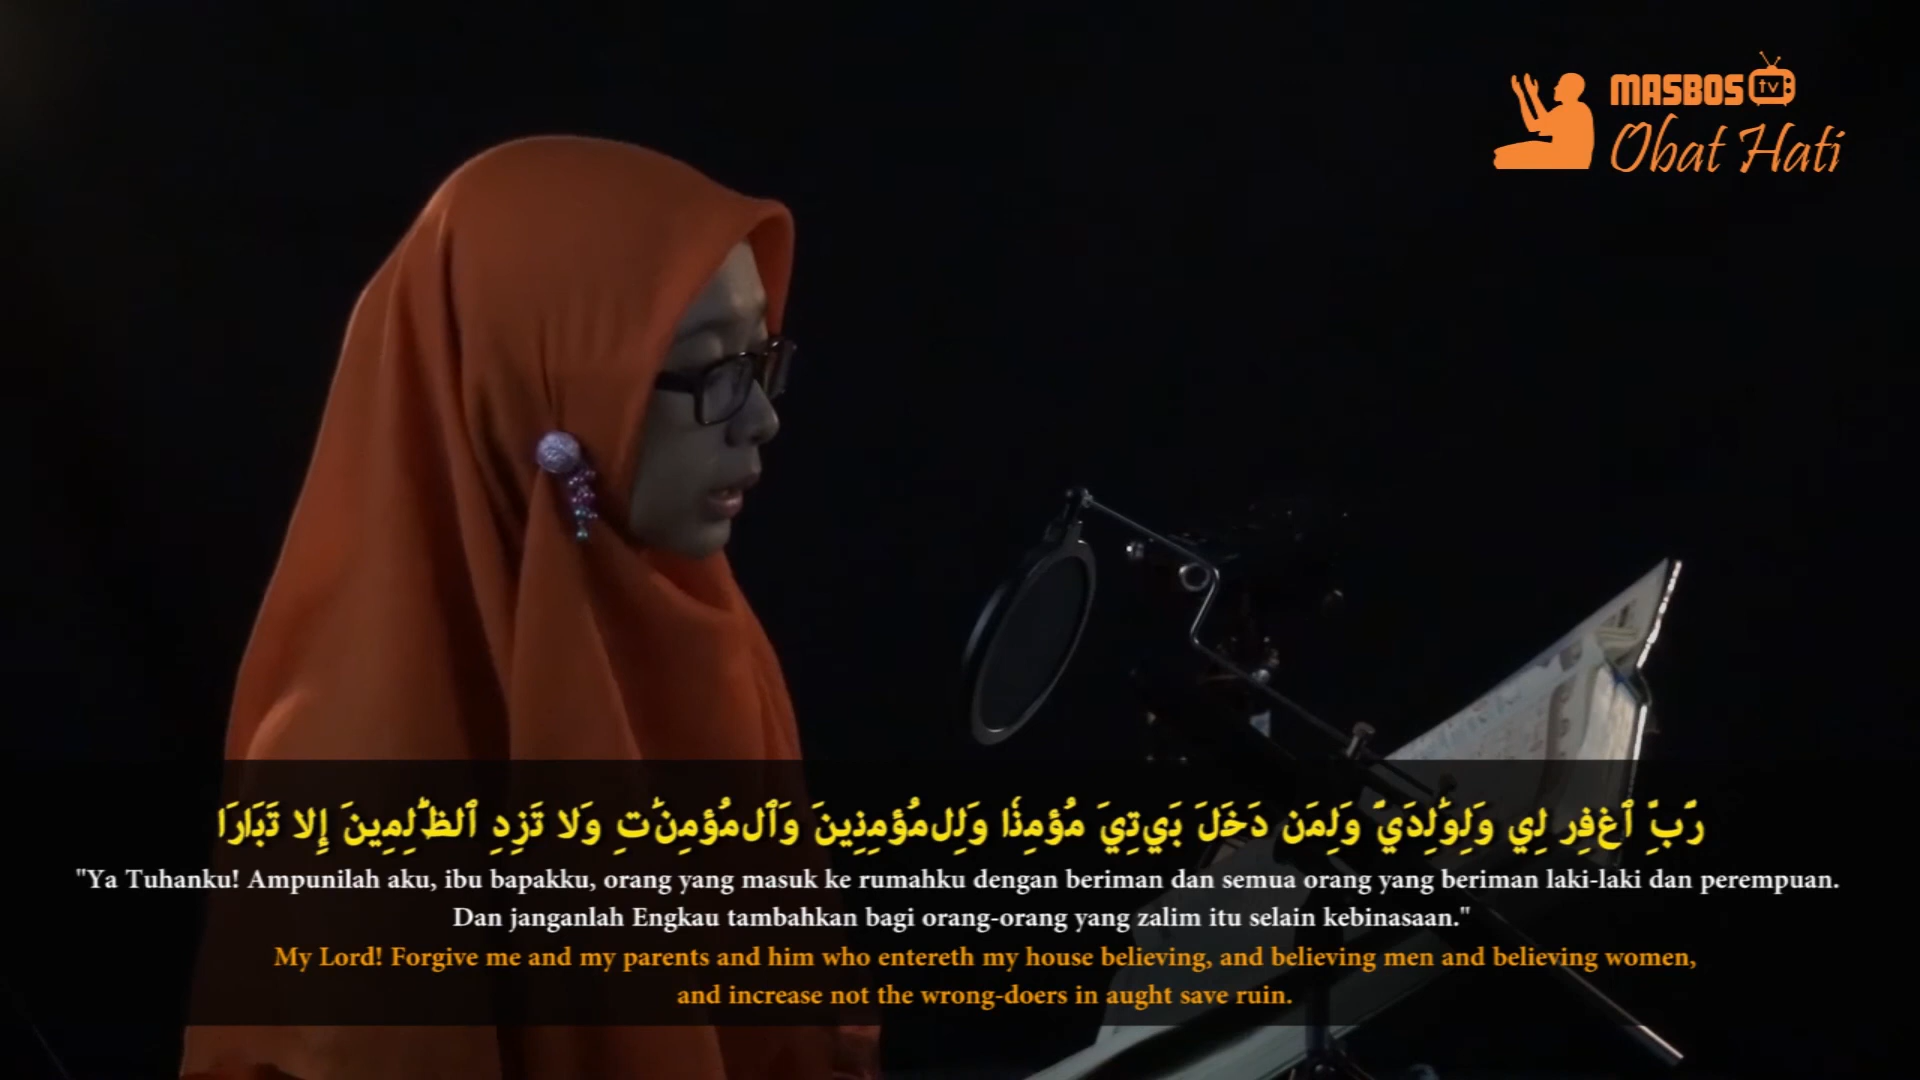 MASBOS tv
Obat Hati
رَّبِّ ٱغۡفِرۡ لِي وَلِوَٰلِدَيَّ وَلِمَن دَخَلَ بَيۡتِيَ مُؤۡمِنٗا وَلِلۡمُؤۡمِنِينَ وَٱلۡمُؤۡمِنَٰتِۖ وَلَا تَزِدِ ٱلظَّٰلِمِينَ إِلَّا تَبَارَۢا
"Ya Tuhanku! Ampunilah aku, ibu bapakku, orang yang masuk ke rumahku dengan beriman dan semua orang yang beriman laki-laki dan perempuan.
Dan janganlah Engkau tambahkan bagi orang-orang yang zalim itu selain kebinasaan."
My Lord! Forgive me and my parents and him who entereth my house believing, and believing men and believing women,
and increase not the wrong-doers in aught save ruin.